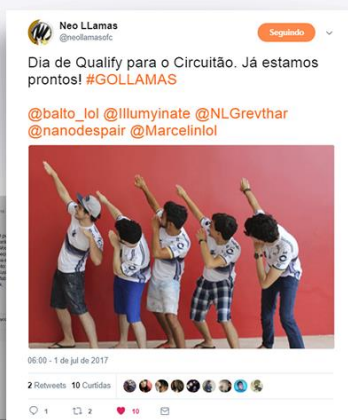 Neo LLamas
@neollamasofc
Seguindo
Dia de Qualify para o Circuitão. Já estamos
prontos! #GOLLAMAS
@balto_lol @Illumyinate @NLGrevthar
@nanodespair @Marcelinlol
06:00 - 1 de jul de 2017
2 Retweets 10 Curtidas
1 2 10